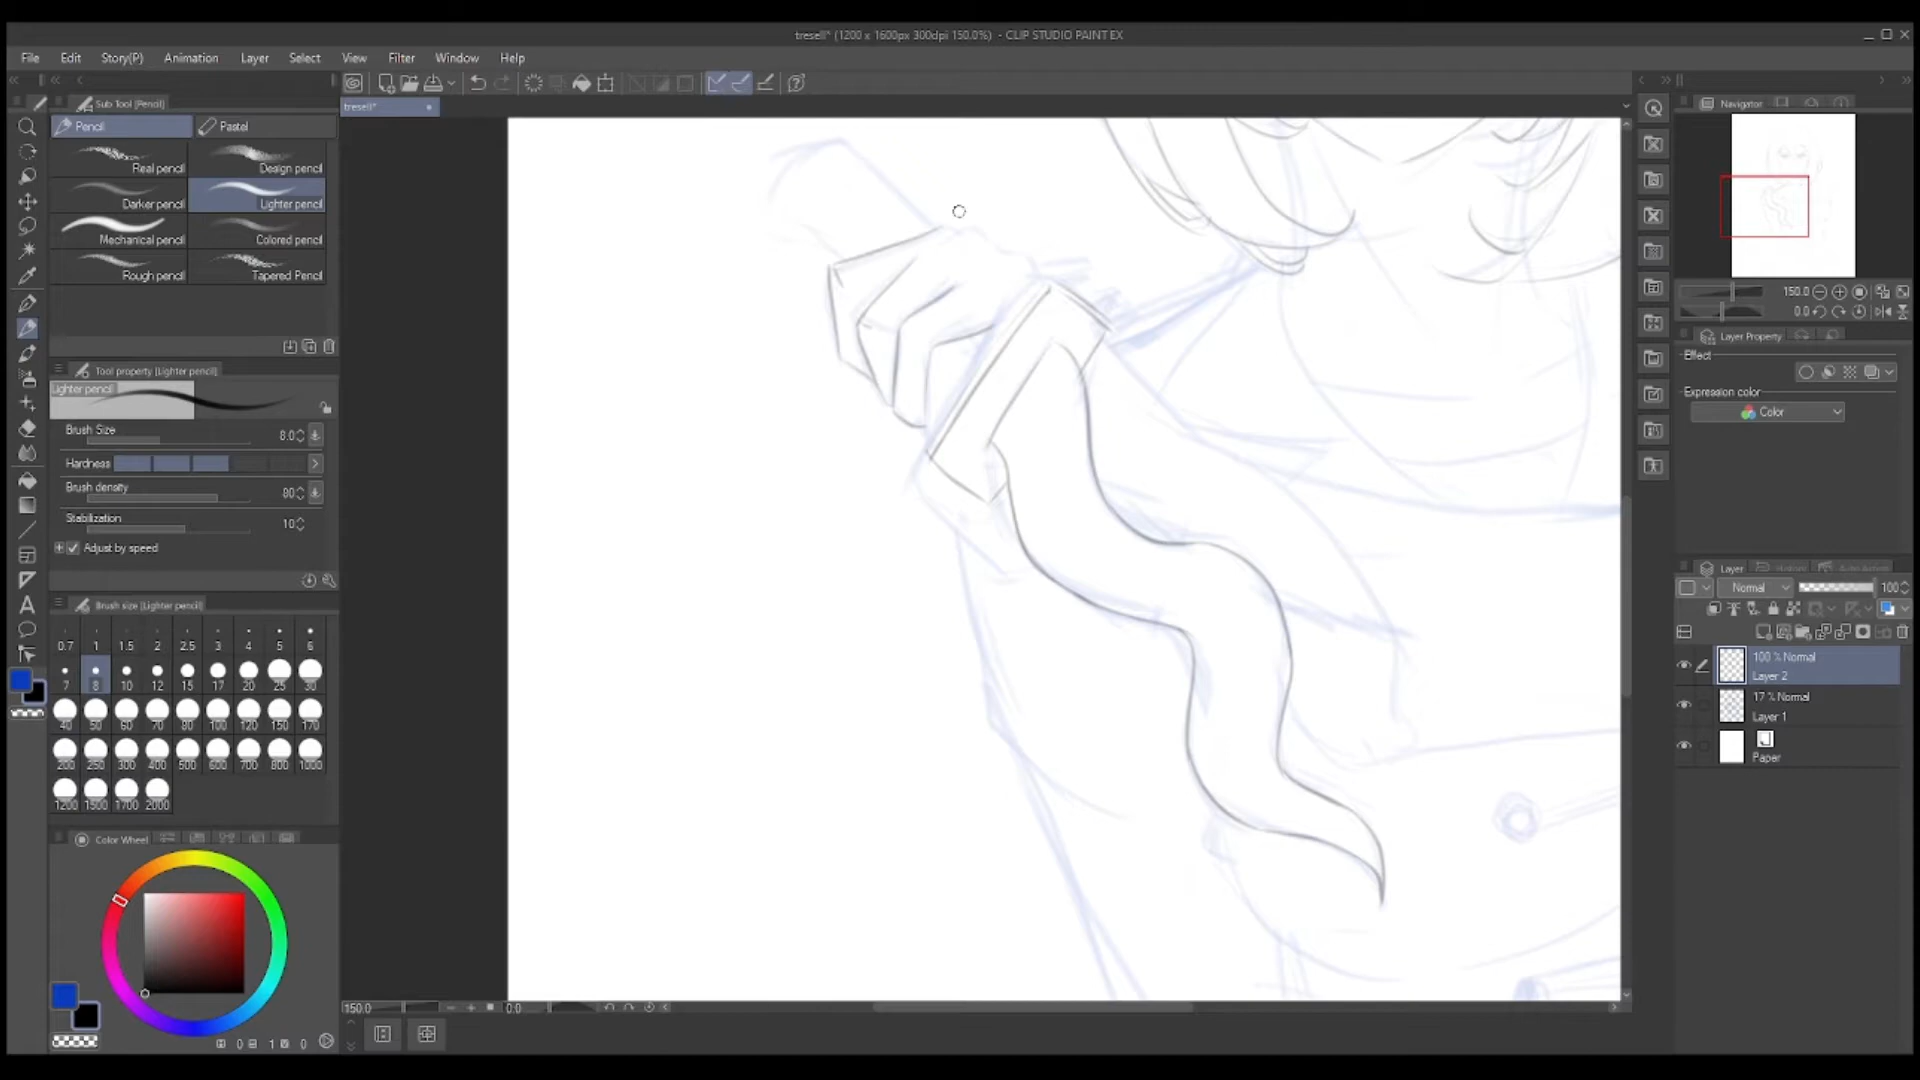 tresell* (1200 x 1600px 300dpi 150.0%) - CLIP STUDIO PAINT EX
File Edit Story(P) Animation Layer Select View Filter Window Help
Sub Tool [Pencil]
tresell*
Navigator
Pencil Pastel
Real pencil Design pencil
Darker pencil Lighter pencil
Mechanical pencil Colored pencil
Rough pencil Tapered Pencil
150.0
0.0
Layer Property
Effect
Expression color
Color
Tool property [Lighter pencil]
Lighter pencil
Brush Size 8.0
Hardness
Brush density 80
Stabilization 10
Adjust by speed
Layer
Normal 100
Brush size [Lighter pencil]
0.7 1 1.5 2 2.5 3 4 5 6
7 8 10 12 15 17 20 25 30
40 50 60 70 80 100 120 150 170
200 250 300 400 500 600 700 800 1000
1200 1500 1700 2000
100 % Normal
Layer 2
17 % Normal
Layer 1
Paper
Color Wheel
150.0 0.0
0 1 0